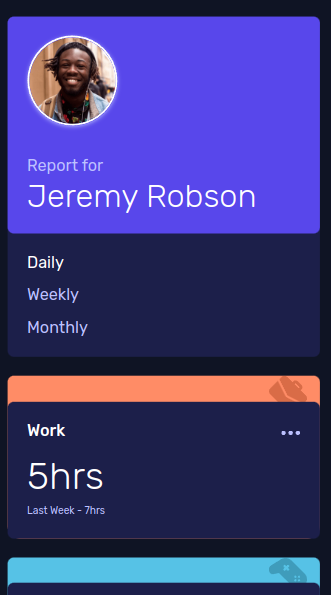 Report for
Jeremy Robson
Daily
Weekly
Monthly
Work
5hrs
Last Week - 7hrs